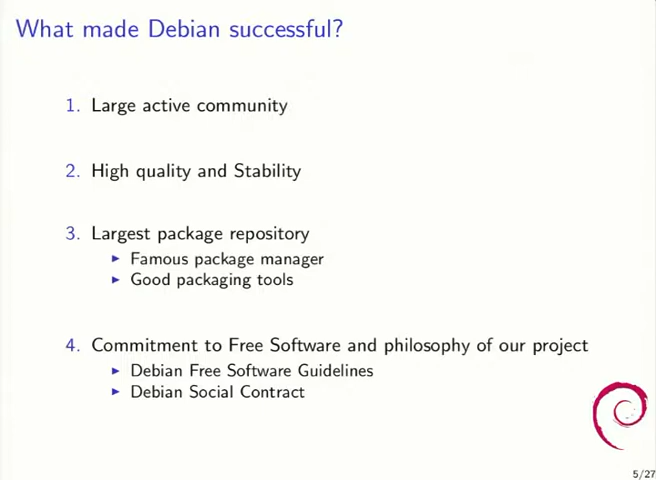 What made Debian successful?
1. Large active community
2. High quality and Stability
3. Largest package repository
▶ Famous package manager
▶ Good packaging tools
4. Commitment to Free Software and philosophy of our project
▶ Debian Free Software Guidelines
▶ Debian Social Contract
5/27